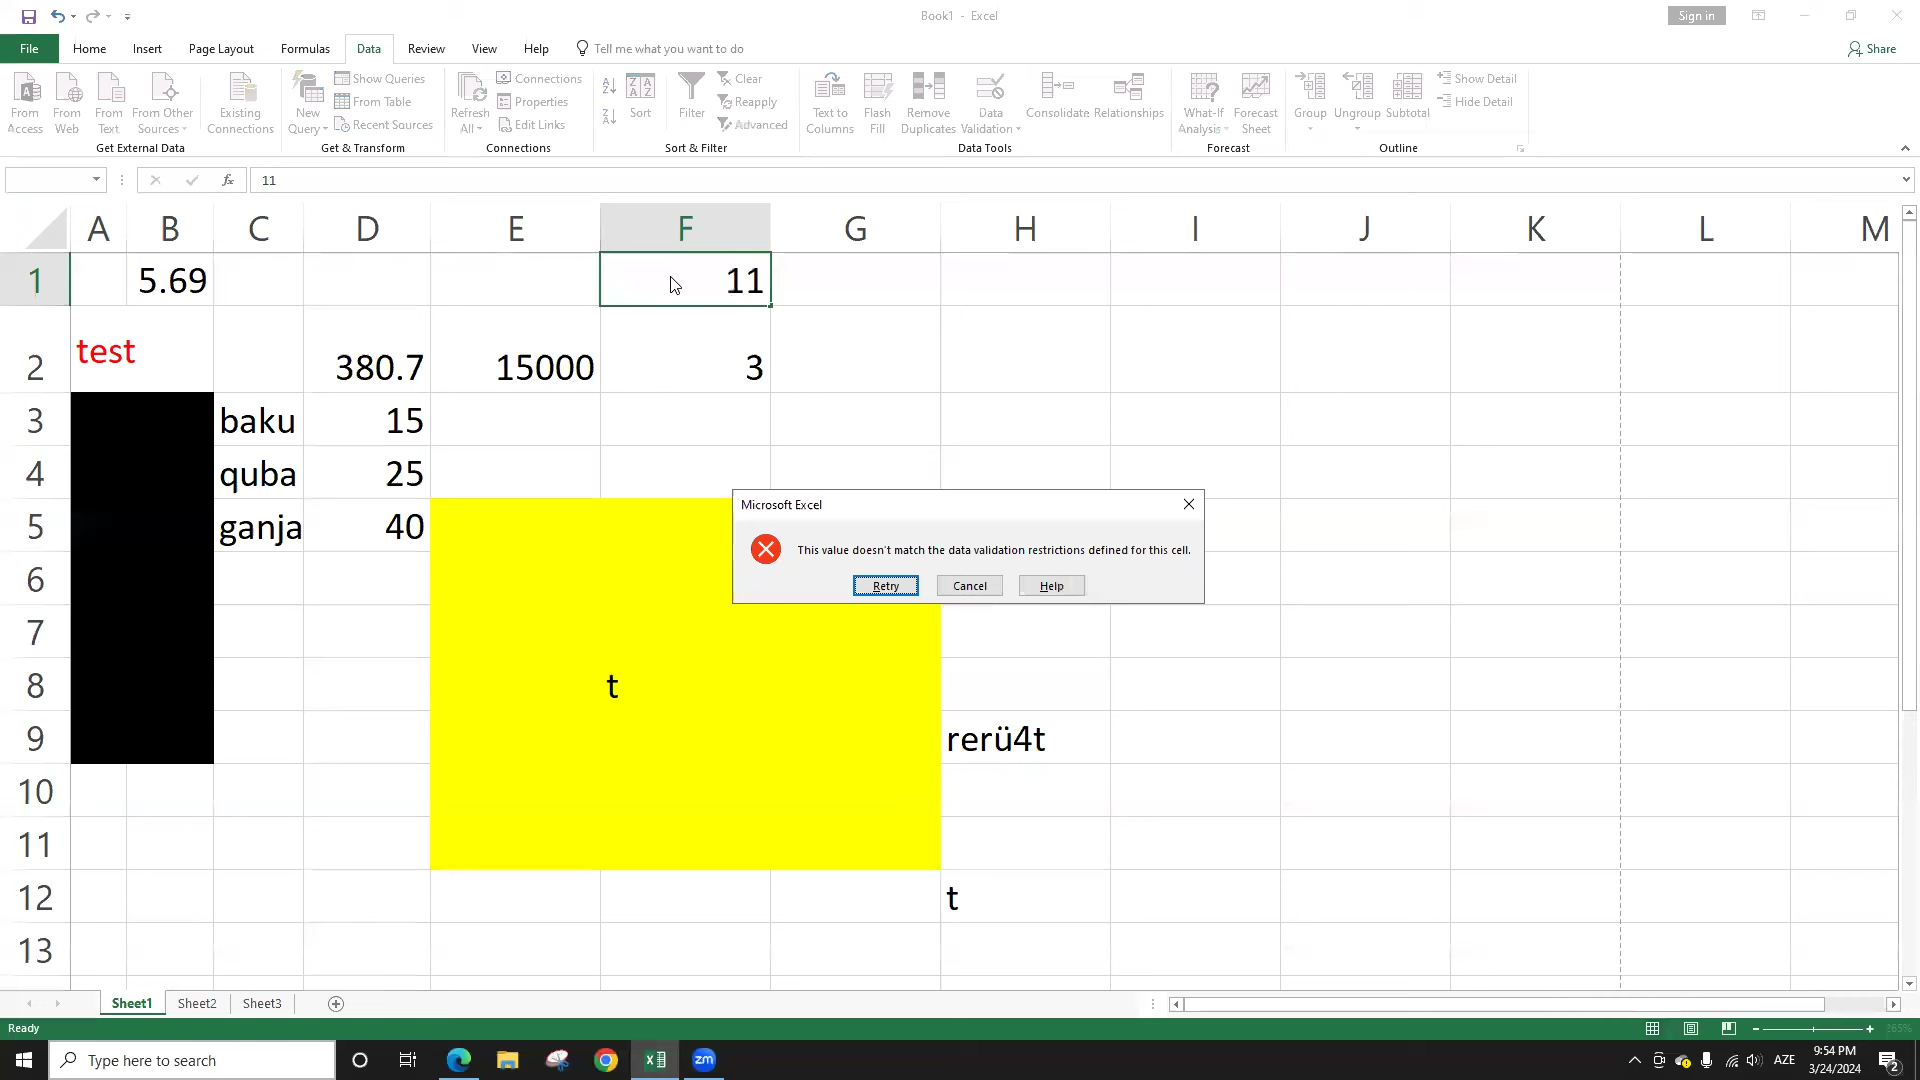 Book1 - Excel
Sign in
File Home Insert Page Layout Formulas Data Review View Help Tell me what you want to do
Share
From Access
From Web
From Text
From Other Sources
Existing Connections
New Query
Show Queries
From Table
Recent Sources
Refresh All
Connections
Properties
Edit Links
Sort
Filter
Clear
Reapply
Advanced
Text to Columns
Flash Fill
Remove Duplicates
Data Validation
Consolidate
Relationships
What-If Analysis
Forecast Sheet
Group
Ungroup
Subtotal
Show Detail
Hide Detail
Get External Data
Get & Transform
Connections
Sort & Filter
Data Tools
Forecast
Outline
fx 11
A B C D E F G H I J K L M
1 5.69 11
2 test 380.7 15000 3
3 baku 15
4 quba 25
5 ganja 40
Microsoft Excel
This value doesn't match the data validation restrictions defined for this cell.
Retry Cancel Help
6
7
8 t
9 rerü4t
10
11
12 t
13
Sheet1 Sheet2 Sheet3
Ready
265%
Type here to search
zm
AZE
9:54 PM
3/24/2024
2